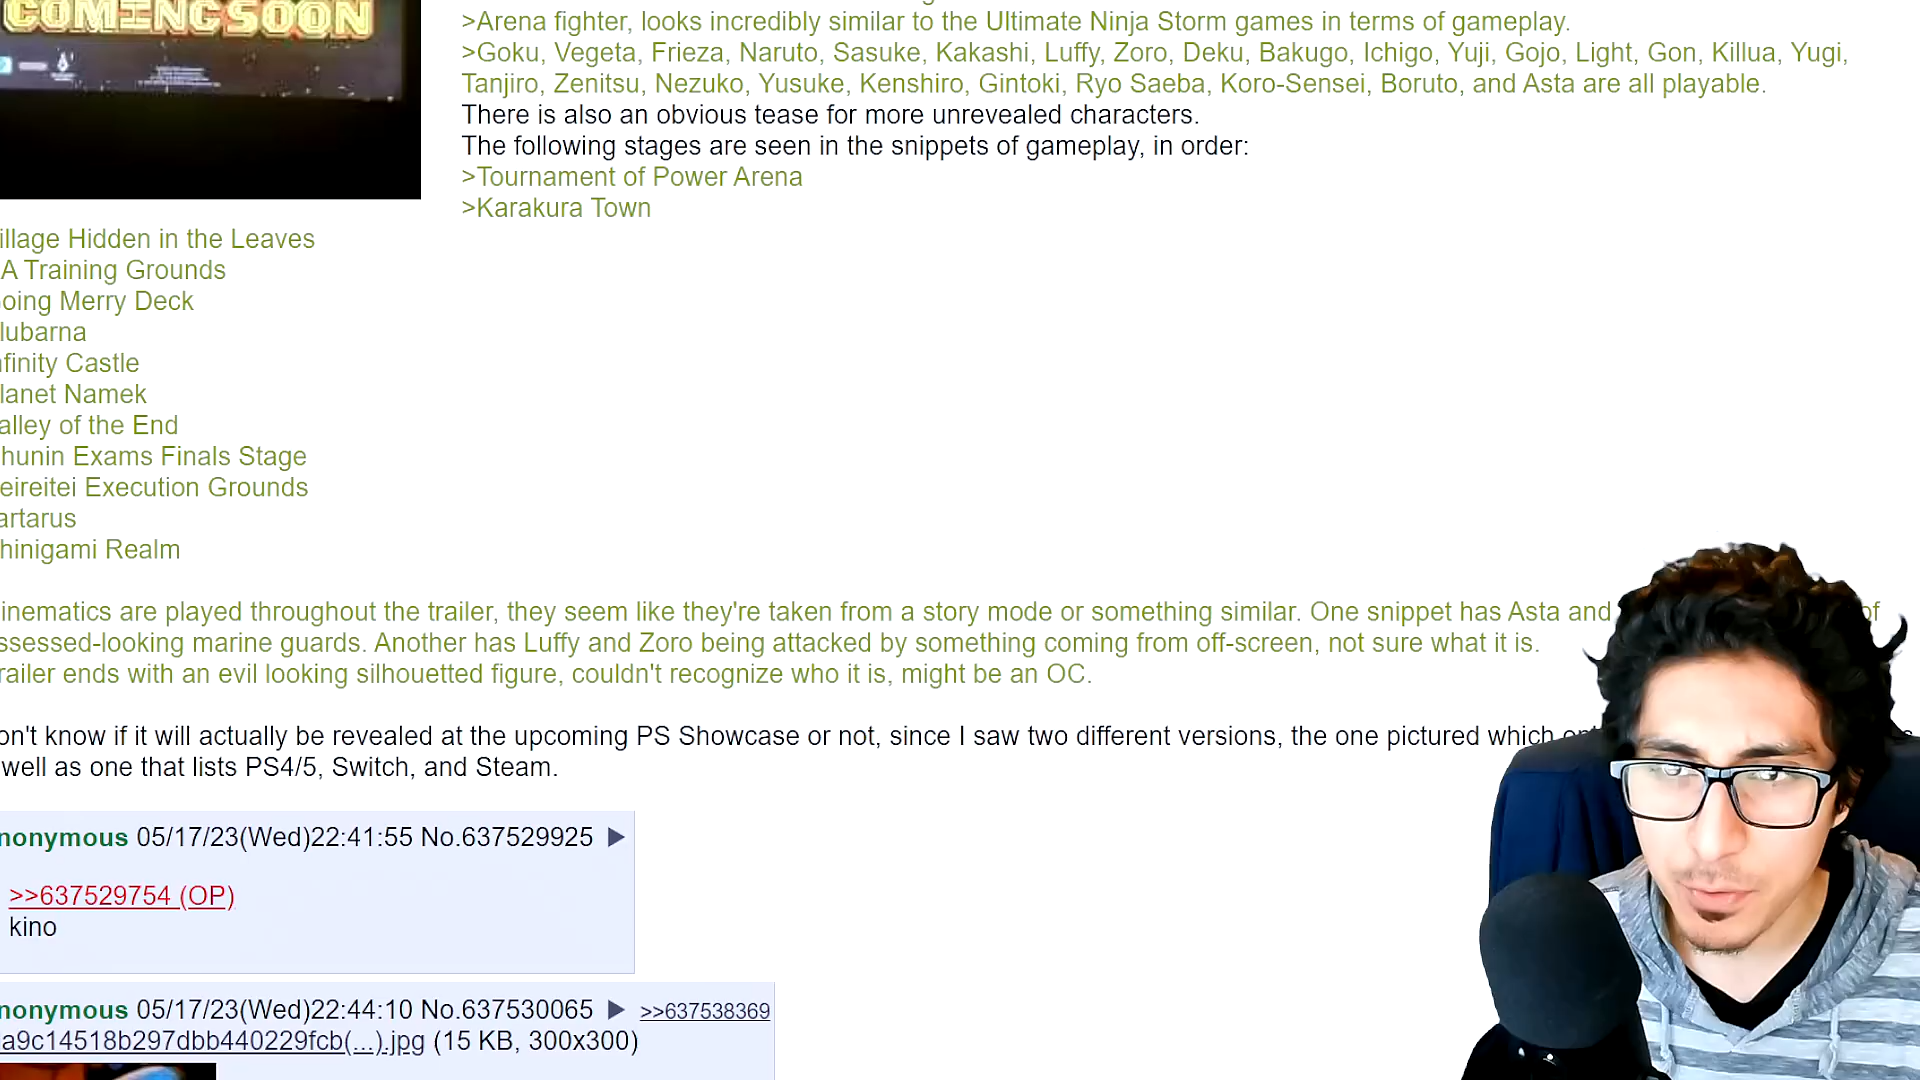 COMING SOON
>Arena fighter, looks incredibly similar to the Ultimate Ninja Storm games in terms of gameplay.
>Goku, Vegeta, Frieza, Naruto, Sasuke, Kakashi, Luffy, Zoro, Deku, Bakugo, Ichigo, Yuji, Gojo, Light, Gon, Killua, Yugi,
Tanjiro, Zenitsu, Nezuko, Yusuke, Kenshiro, Gintoki, Ryo Saeba, Koro-Sensei, Boruto, and Asta are all playable.
There is also an obvious tease for more unrevealed characters.
The following stages are seen in the snippets of gameplay, in order:
>Tournament of Power Arena
>Karakura Town
illage Hidden in the Leaves
A Training Grounds
oing Merry Deck
lubarna
nfinity Castle
lanet Namek
alley of the End
hunin Exams Finals Stage
eireitei Execution Grounds
artarus
hinigami Realm
inematics are played throughout the trailer, they seem like they're taken from a story mode or something similar. One snippet has Asta and of
ssessed-looking marine guards. Another has Luffy and Zoro being attacked by something coming from off-screen, not sure what it is.
railer ends with an evil looking silhouetted figure, couldn't recognize who it is, might be an OC.
on't know if it will actually be revealed at the upcoming PS Showcase or not, since I saw two different versions, the one pictured which
well as one that lists PS4/5, Switch, and Steam.
nonymous 05/17/23(Wed)22:41:55 No.637529925 ▶
>>637529754 (OP)
kino
nonymous 05/17/23(Wed)22:44:10 No.637530065 ▶ >>637538369
a9c14518b297dbb440229fcb(...).jpg (15 KB, 300x300)